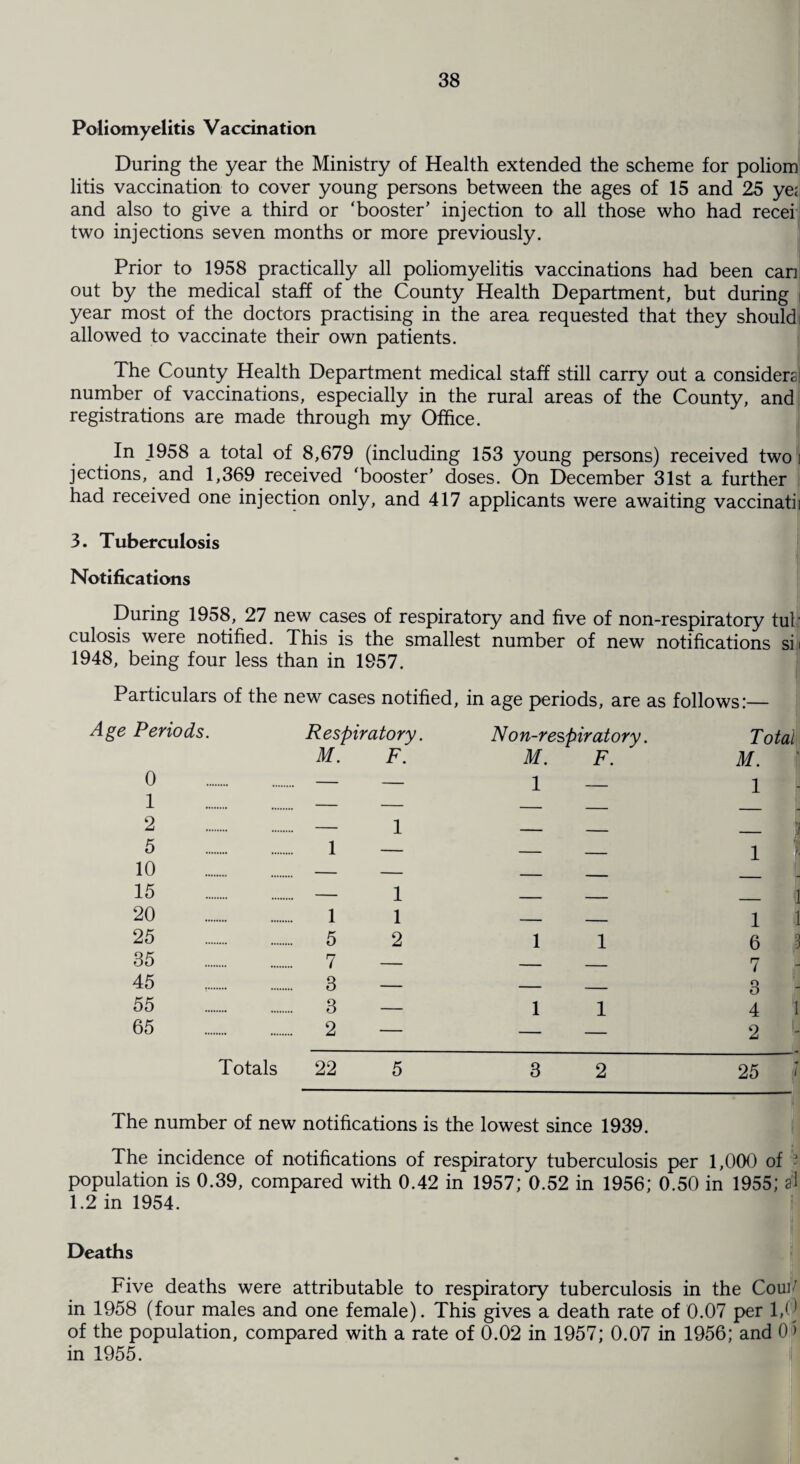 38
Poliomyelitis Vaccination
During the year the Ministry of Health extended the scheme for poliom
litis vaccination to cover young persons between the ages of 15 and 25 ye
and also to give a third or ‘booster’ injection to all those who had recei
two injections seven months or more previously.
Prior to 1958 practically all poliomyelitis vaccinations had been carr
out by the medical staff of the County Health Department, but during
year most of the doctors practising in the area requested that they should
allowed to vaccinate their own patients.
The County Health Department medical staff still carry out a considera
number of vaccinations, especially in the rural areas of the County, and
registrations are made through my Office.
In 1958 a total of 8,679 (including 153 young persons) received two
jections, and 1,369 received ‘booster’ doses. On December 31st a further
had received one injection only, and 417 applicants were awaiting vaccinati
3. Tuberculosis
Notifications
During 1958, 27 new cases of respiratory and five of non-respiratory tu
culosis were notified. This is the smallest number of new notifications si
1948, being four less than in 1957.
Particulars of the new cases notified, in age periods, are as follows:—
Age Periods. Respiratory. Non-respiratory. Total
M. F. M. F. M.
0 ......... ......... — — 1 — 1 -
1 ......... ......... — — — — —
2 ......... ......... — 1 — — —
5 ......... ......... 1 — — — 1
10 ......... ......... — — — — —
15 ......... ......... — 1 — — — 1
20 ......... ......... 1 1 — — 1 1
25 ......... ......... 5 2 1 1 6 3
35 ......... ......... 7 — — — 7 -
45 ......... ......... 3 — — — 3 -
55 ......... ......... 3 — 1 1 4 1
65 ......... ......... 2 — — — 2 -
Totals 22 5 3 2 25 7
The number of new notifications is the lowest since 1939.
The incidence of notifications of respiratory tuberculosis per 1,000 of
population is 0.39, compared with 0.42 in 1957; 0.52 in 1956; 0.50 in 1955;
1.2 in 1954.
Deaths
Five deaths were attributable to respiratory tuberculosis in the Coun
in 1958 (four males and one female). This gives a death rate of 0.07 per
of the population, compared with a rate of 0.02 in 1957; 0.07 in 1956; and
in 1955.